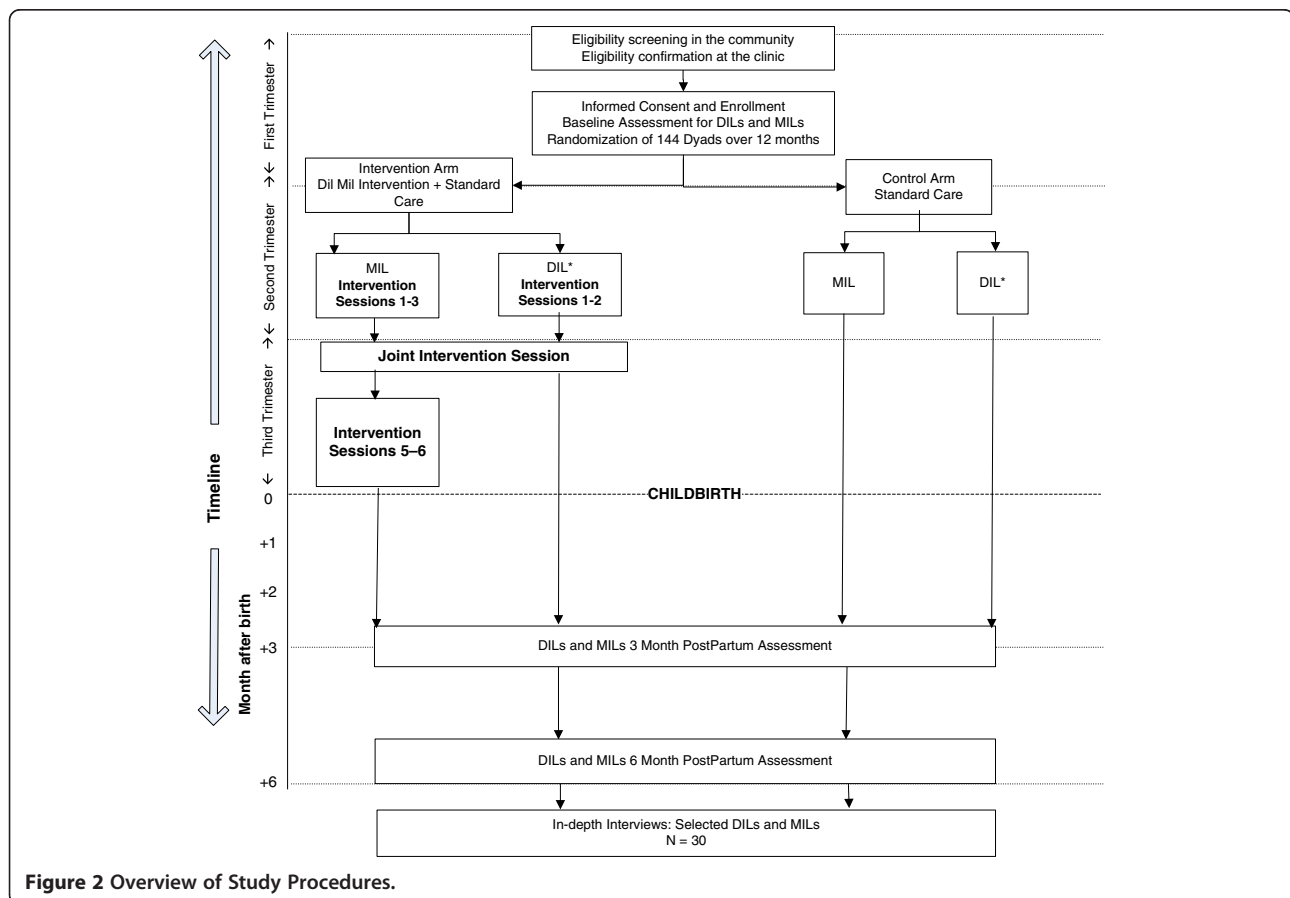 Eligibility screening in the community
Eligibility confirmation at the clinic
Informed Consent and Enrollment
Baseline Assessment for DILs and MILs
Randomization of 144 Dyads over 12 months
First Trimester
Intervention Arm
Dil Mil Intervention + Standard
Care
Control Arm
Standard Care
Second Trimester
MIL
Intervention
Sessions 1-3
DIL*
Intervention
Sessions 1-2
MIL
DIL*
Joint Intervention Session
Third Trimester
Intervention
Sessions 5–6
Timeline
0
CHILDBIRTH
+1
+2
Month after birth
+3
DILs and MILs 3 Month PostPartum Assessment
DILs and MILs 6 Month PostPartum Assessment
+6
In-depth Interviews: Selected DILs and MILs
N = 30
Figure 2 Overview of Study Procedures.